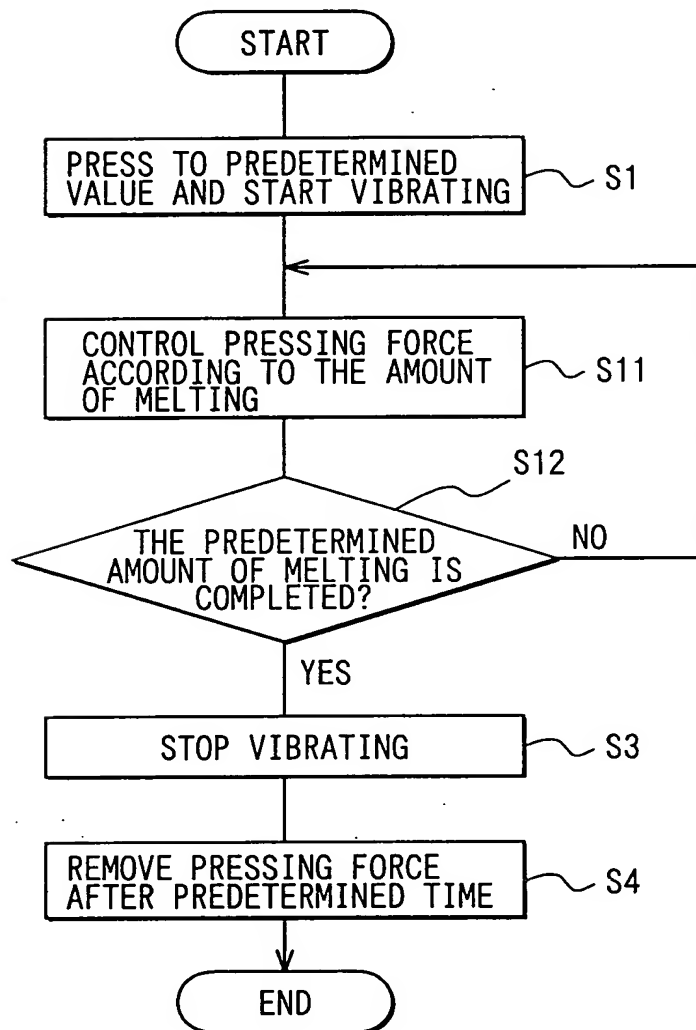 START
PRESS TO PREDETERMINED
VALUE AND START VIBRATING
S1
CONTROL PRESSING FORCE
ACCORDING TO THE AMOUNT
OF MELTING
S11
S12
THE PREDETERMINED
AMOUNT OF MELTING IS
COMPLETED?
NO
YES
STOP VIBRATING
S3
REMOVE PRESSING FORCE
AFTER PREDETERMINED TIME
S4
END